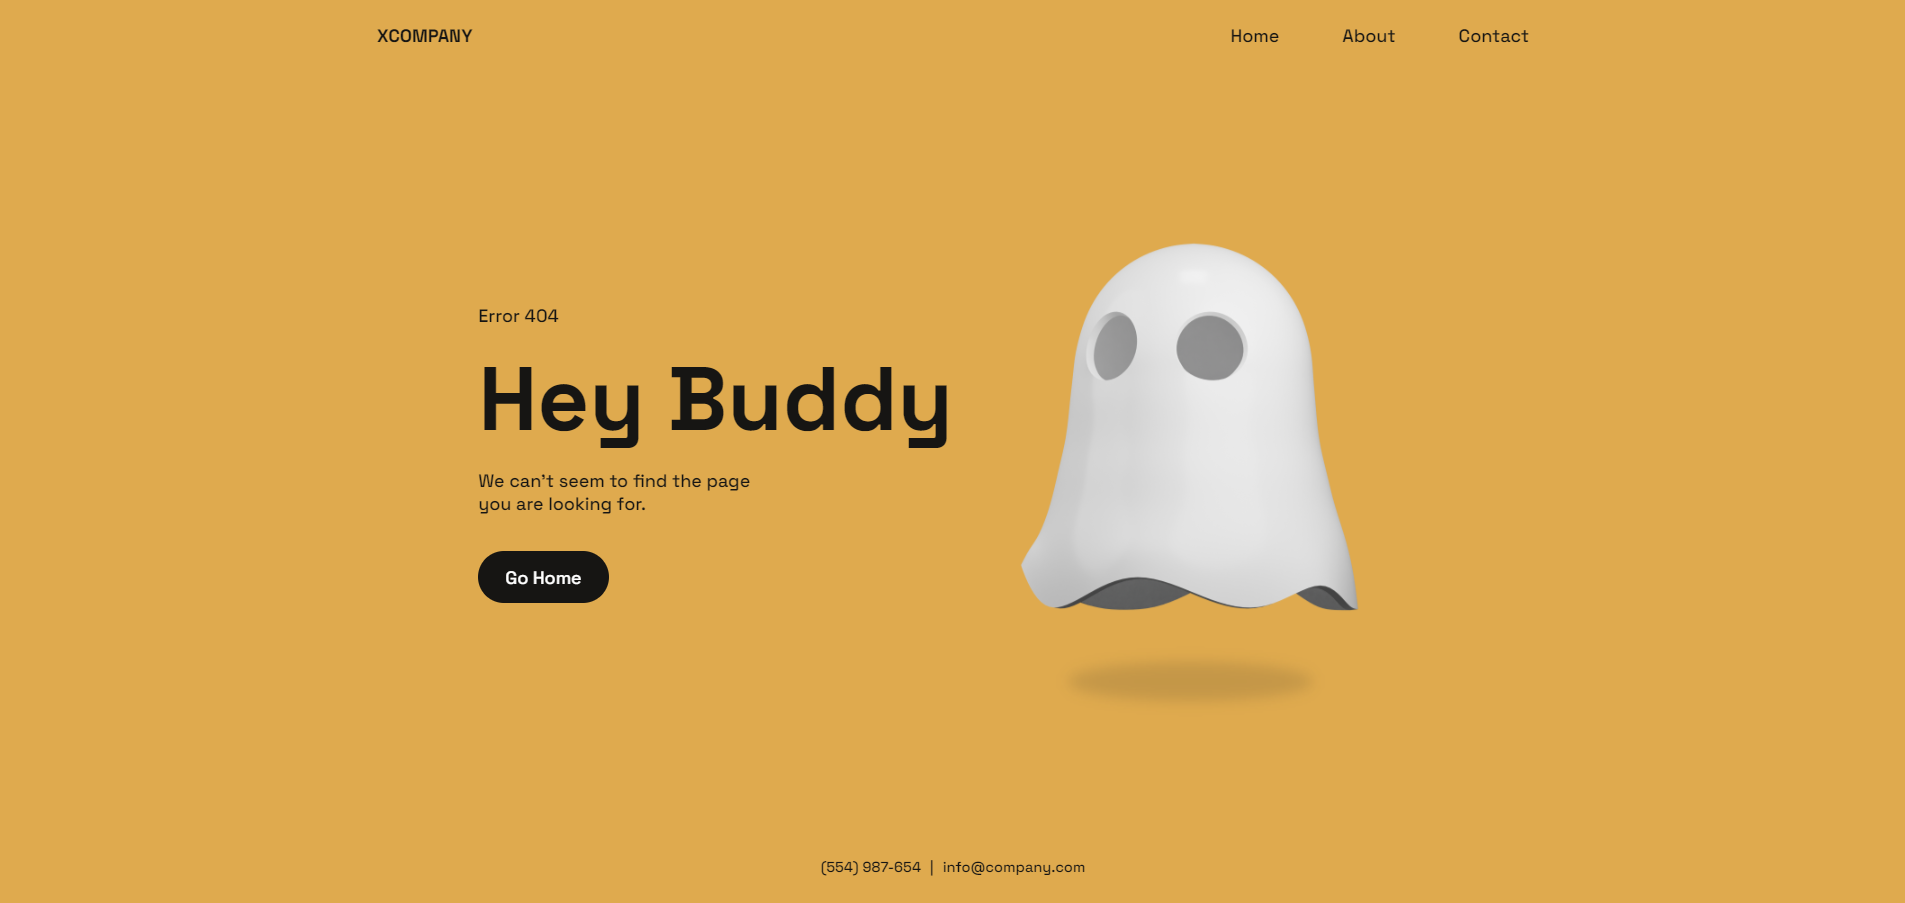 XCOMPANY
Home About Contact
Error 404
Hey Buddy
We can't seem to find the page
you are looking for.
Go Home
(554) 987-654 | info@company.com